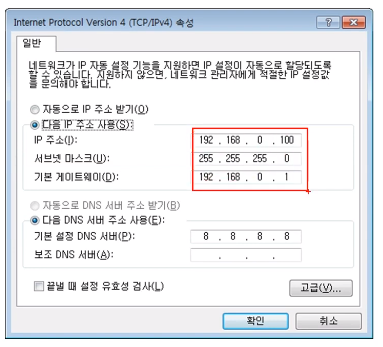 Internet Protocol Version 4 (TCP/IPv4) 속성
일반
네트워크가 IP 자동 설정 기능을 지원하면 IP 설정이 자동으로 할당되도록
할 수 있습니다. 지원하지 않으면, 네트워크 관리자에게 적절한 IP 설정값
을 문의해야 합니다.
자동으로 IP 주소 받기(O)
다음 IP 주소 사용(S):
IP 주소(I): 192 . 168 . 0 . 100
서브넷 마스크(U): 255 . 255 . 255 . 0
기본 게이트웨이(D): 192 . 168 . 0 . 1
자동으로 DNS 서버 주소 받기(B)
다음 DNS 서버 주소 사용(E):
기본 설정 DNS 서버(P): 8 . 8 . 8 . 8
보조 DNS 서버(A): . . .
끝낼 때 설정 유효성 검사(L)
고급(V)...
확인 취소